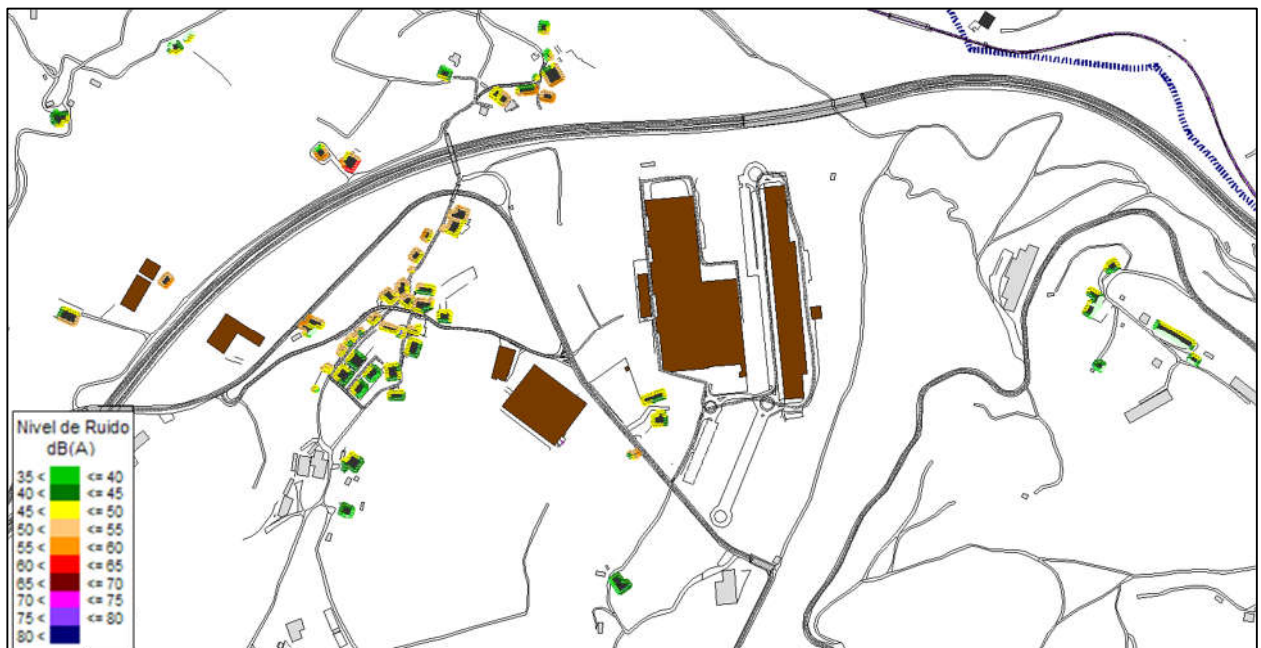 Nivel de Ruido
dB(A)
35 < <= 40
40 < <= 45
45 < <= 50
50 < <= 55
55 < <= 60
60 < <= 65
65 < <= 70
70 < <= 75
75 < <= 80
80 <